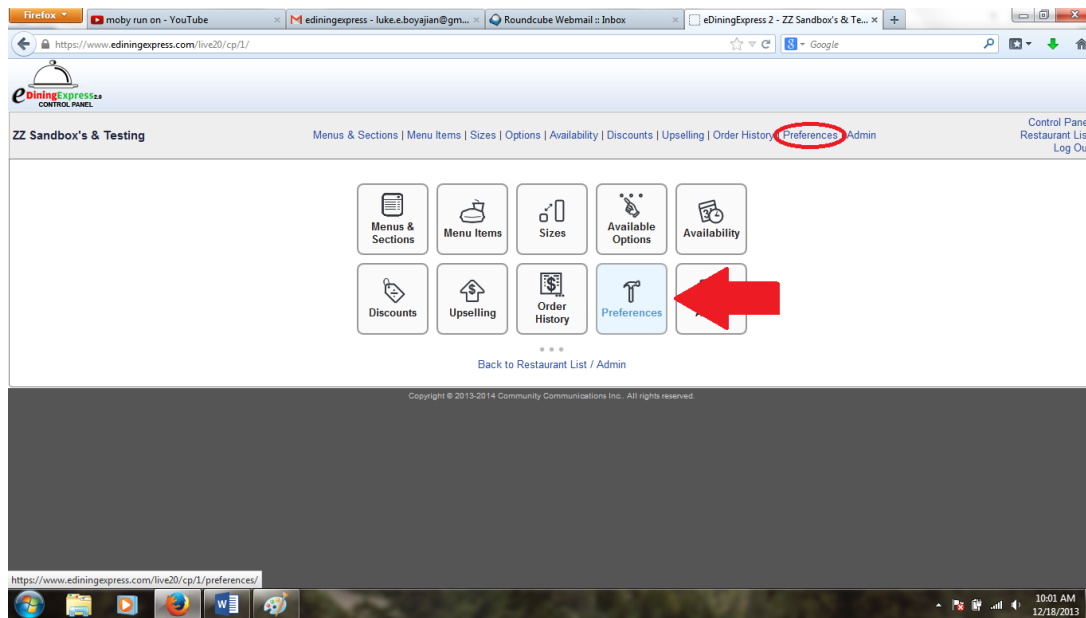 Firefox
moby run on - YouTube
ediningexpress - luke.e.boyajian@gm...
Roundcube Webmail :: Inbox
eDiningExpress 2 - ZZ Sandbox's & Te...
https://www.ediningexpress.com/live20/cp/1/
Google
eDiningExpress 2.0
CONTROL PANEL
ZZ Sandbox's & Testing
Menus & Sections | Menu Items | Sizes | Options | Availability | Discounts | Upselling | Order History | Preferences | Admin
Control Pane
Restaurant Lis
Log Ou
Menus &
Sections
Menu Items
Sizes
Available
Options
Availability
Discounts
Upselling
Order
History
Preferences
Back to Restaurant List / Admin
Copyright © 2013-2014 Community Communications Inc.. All rights reserved.
https://www.ediningexpress.com/live20/cp/1/preferences/
10:01 AM
12/18/2013